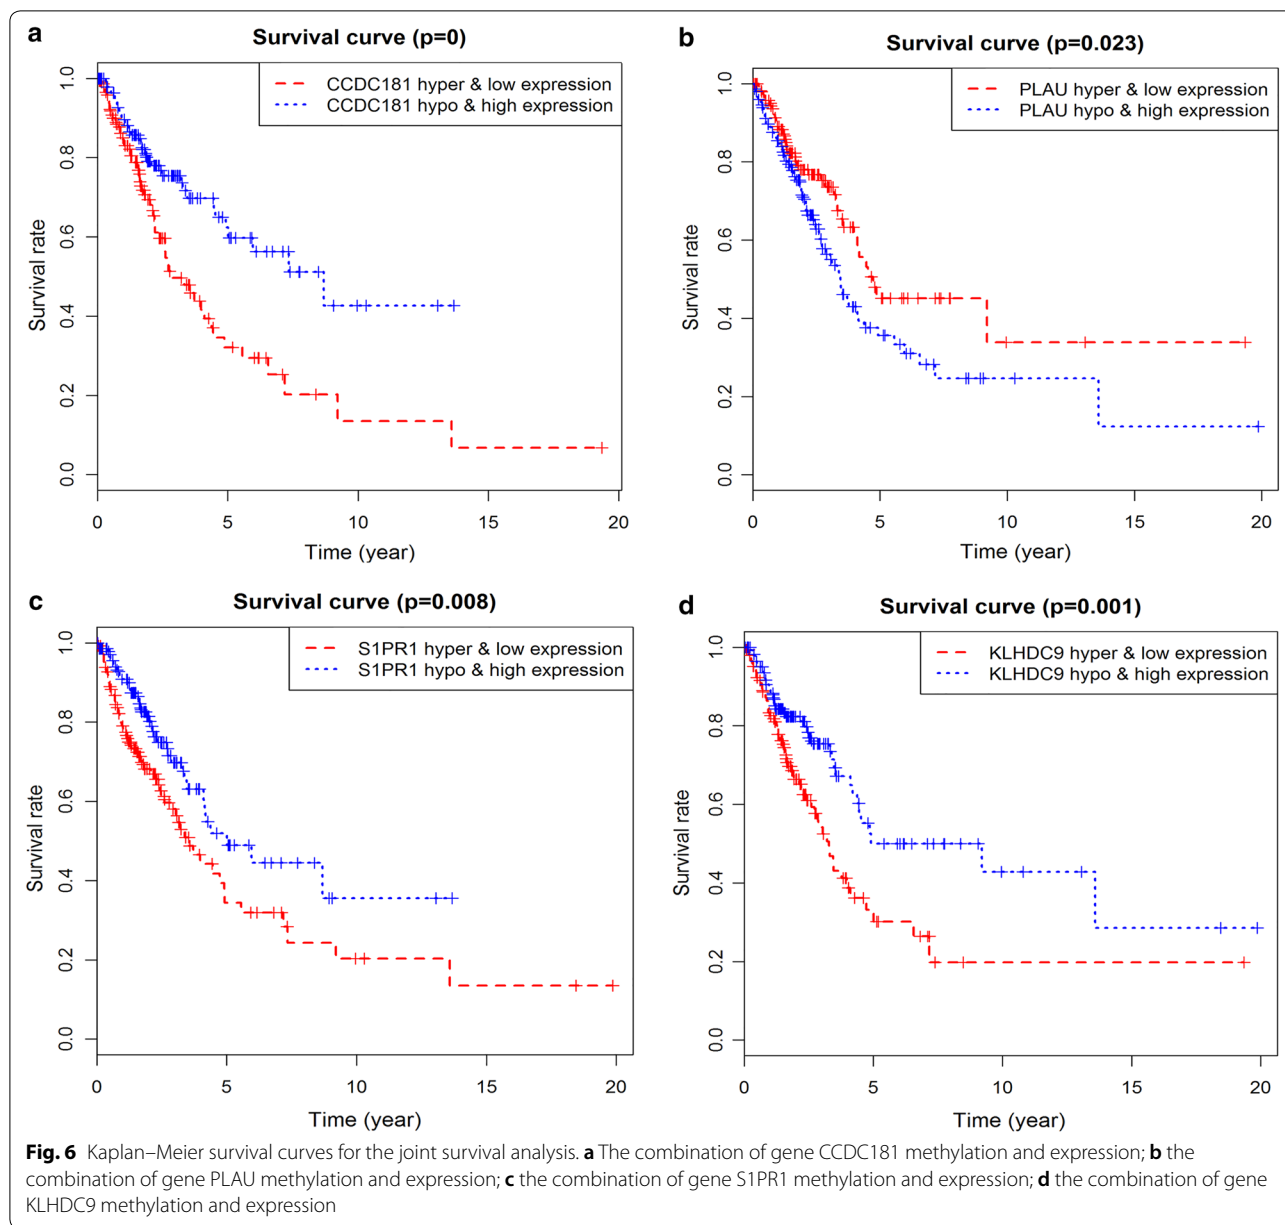 a
Survival curve (p=0)
CCDC181 hyper & low expression
CCDC181 hypo & high expression
Survival rate
1.0
0.8
0.6
0.4
0.2
0.0
0 5 10 15 20
Time (year)
b
Survival curve (p=0.023)
PLAU hyper & low expression
PLAU hypo & high expression
Survival rate
1.0
0.8
0.6
0.4
0.2
0.0
0 5 10 15 20
Time (year)
c
Survival curve (p=0.008)
S1PR1 hyper & low expression
S1PR1 hypo & high expression
Survival rate
1.0
0.8
0.6
0.4
0.2
0.0
0 5 10 15 20
Time (year)
d
Survival curve (p=0.001)
KLHDC9 hyper & low expression
KLHDC9 hypo & high expression
Survival rate
1.0
0.8
0.6
0.4
0.2
0.0
0 5 10 15 20
Time (year)
Fig. 6 Kaplan–Meier survival curves for the joint survival analysis. a The combination of gene CCDC181 methylation and expression; b the
combination of gene PLAU methylation and expression; c the combination of gene S1PR1 methylation and expression; d the combination of gene
KLHDC9 methylation and expression